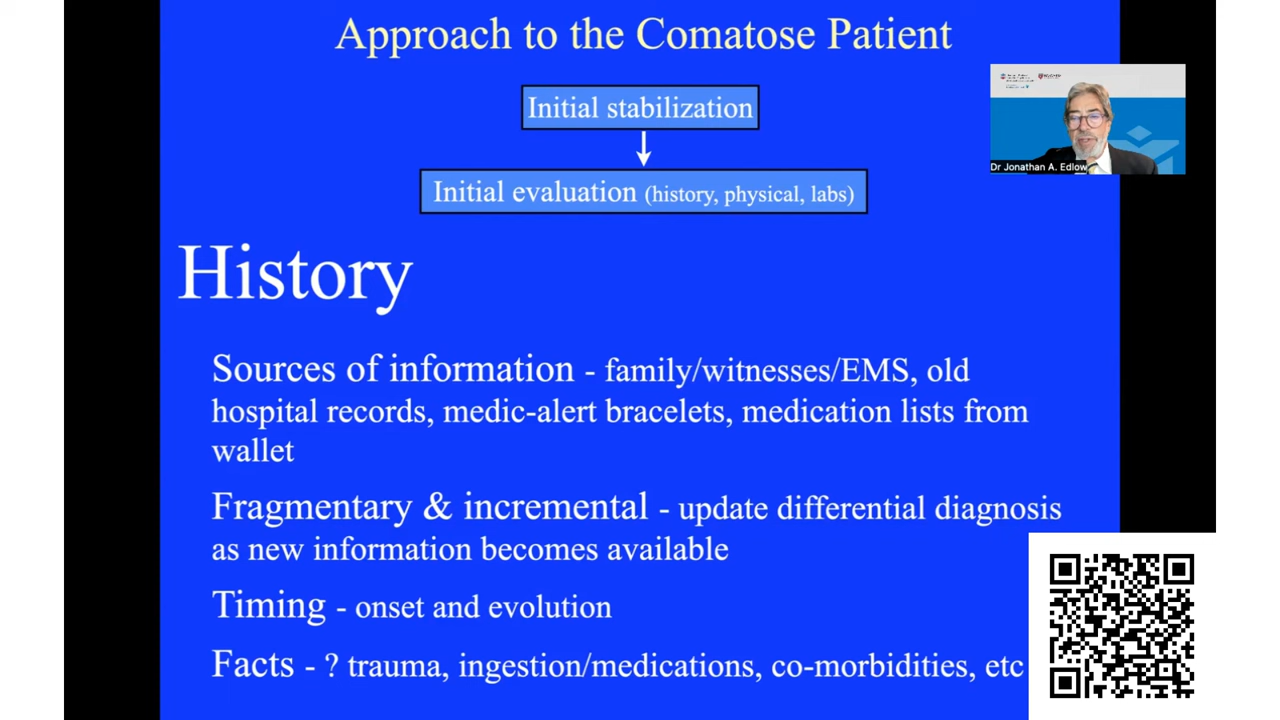 Approach to the Comatose Patient
Initial stabilization
Initial evaluation (history, physical, labs)
Dr Jonathan A. Edlow
History
Sources of information - family/witnesses/EMS, old
hospital records, medic-alert bracelets, medication lists from
wallet
Fragmentary & incremental - update differential diagnosis
as new information becomes available
Timing - onset and evolution
Facts - ? trauma, ingestion/medications, co-morbidities, etc